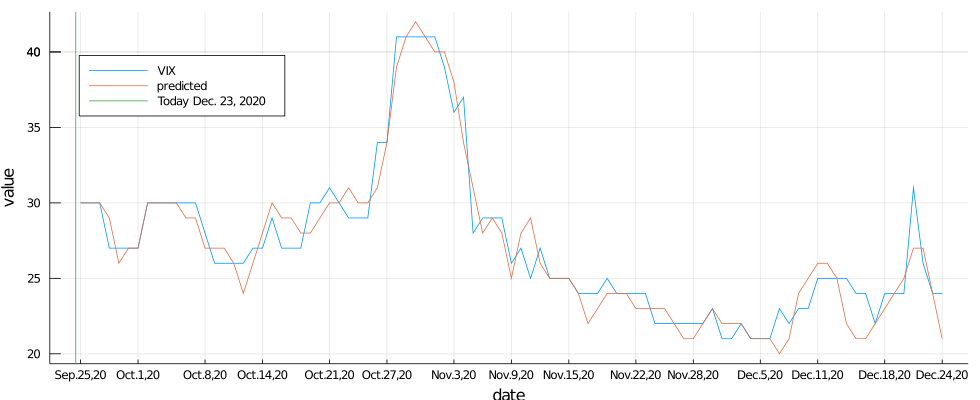 40
35
30
25
20
value
VIX
predicted
Today Dec. 23, 2020
Sep.25,20 Oct.1,20 Oct.8,20 Oct.14,20 Oct.21,20 Oct.27,20 Nov.3,20 Nov.9,20 Nov.15,20 Nov.22,20 Nov.28,20 Dec.5,20 Dec.11,20 Dec.18,20 Dec.24,20
date